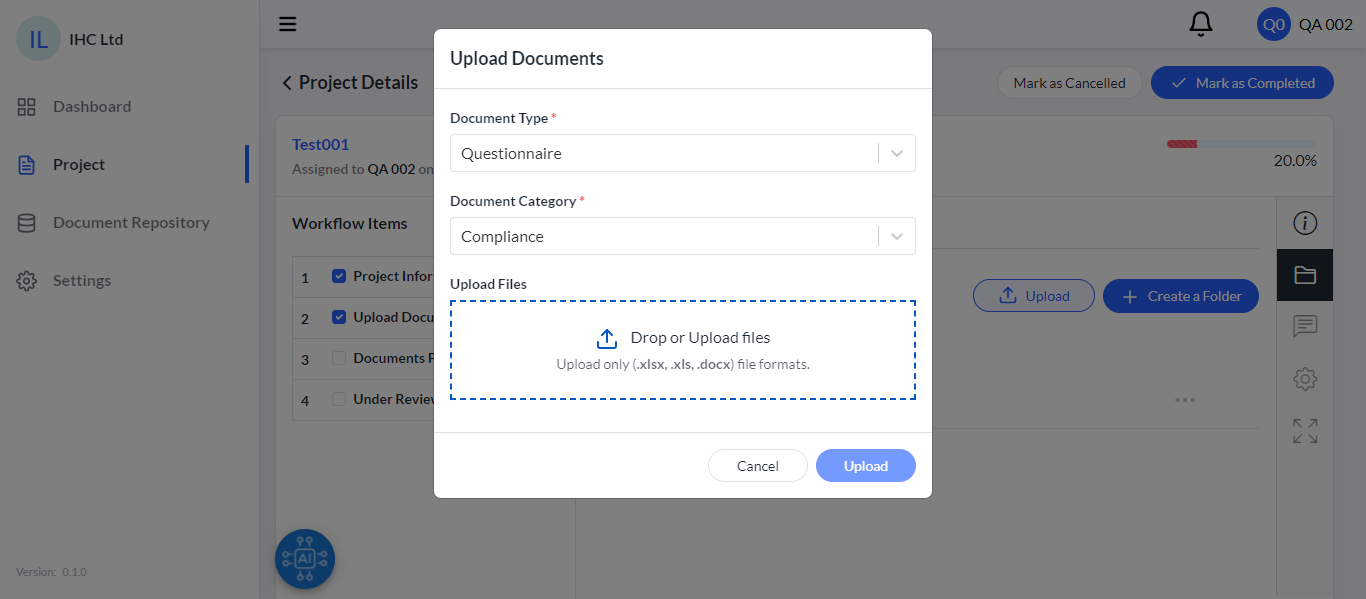 IL IHC Ltd
Dashboard
Project
Document Repository
Settings
Version: 0.1.0
Q0 QA 002
Project Details
Mark as Cancelled
Mark as Completed
Test001
Assigned to QA 002 on
20.0%
Workflow Items
1 Project Infor
2 Upload Docu
3 Documents P
4 Under Review
Upload
Create a Folder
AI
Upload Documents
Document Type *
Questionnaire
Document Category *
Compliance
Upload Files
Drop or Upload files
Upload only (.xlsx, .xls, .docx) file formats.
Cancel
Upload